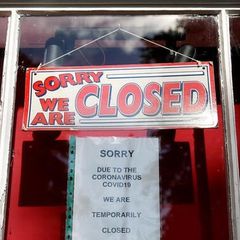 SORRY
WE ARE CLOSED
SORRY
DUE TO THE
CORONAVIRUS
COVID19
WE ARE
TEMPORARILY
CLOSED